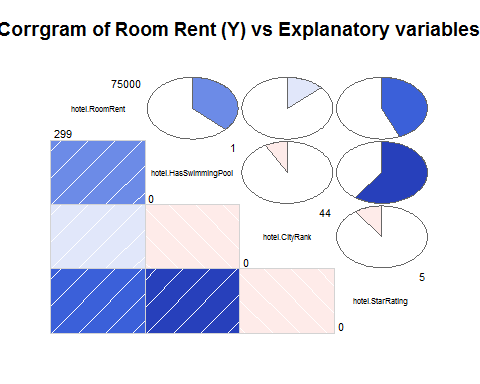 Corrgram of Room Rent (Y) vs Explanatory variables
75000
hotel.RoomRent
299
1
hotel.HasSwimmingPool
0
44
hotel.CityRank
0
5
hotel.StarRating
0